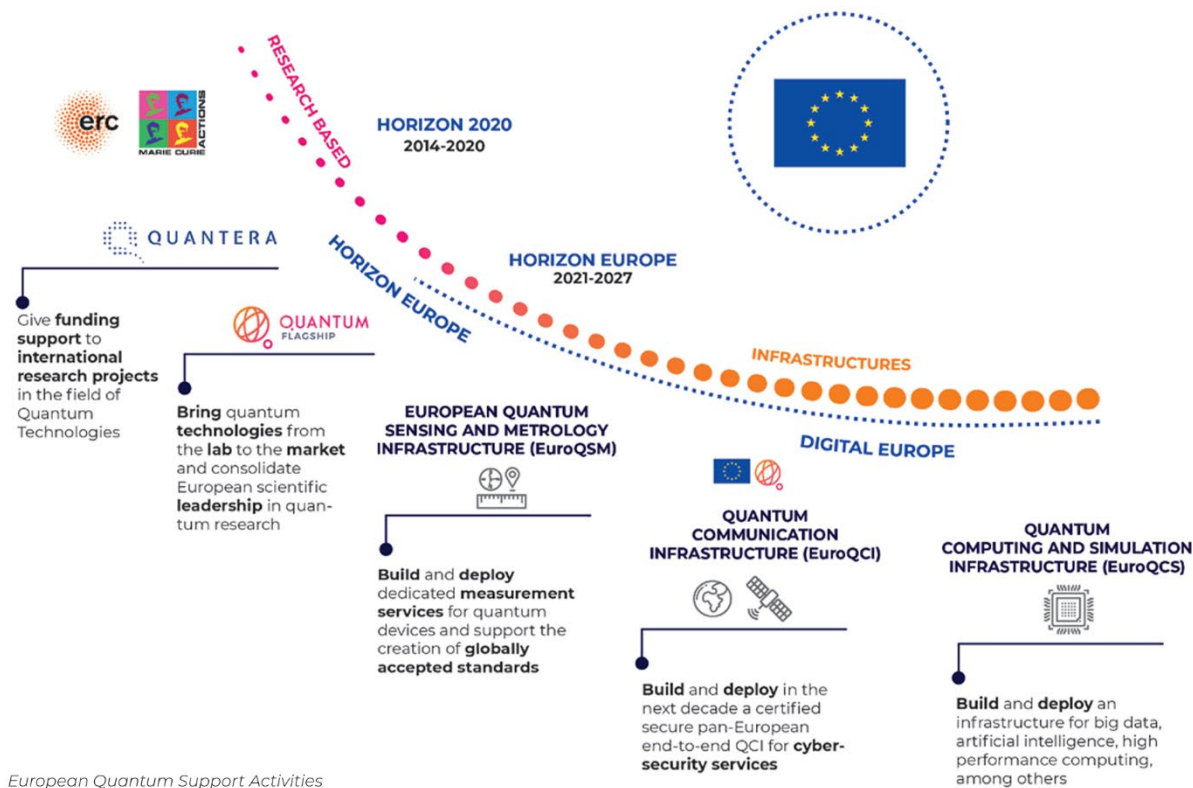 RESEARCH BASED
erc
MARIE CURIE
ACTIONS
HORIZON 2020
2014-2020
QUANTERA
Give funding
support to
international
research projects
in the field of
Quantum
Technologies
HORIZON EUROPE
HORIZON EUROPE
2021-2027
QUANTUM
FLAGSHIP
Bring quantum
technologies from
the lab to the market
and consolidate
European scientific
leadership in quan-
tum research
INFRASTRUCTURES
DIGITAL EUROPE
EUROPEAN QUANTUM
SENSING AND METROLOGY
INFRASTRUCTURE (EuroQSM)
Build and deploy
dedicated measurement
services for quantum
devices and support the
creation of globally
accepted standards
QUANTUM
COMMUNICATION
INFRASTRUCTURE (EuroQCI)
Build and deploy in the
next decade a certified
secure pan-European
end-to-end QCI for cyber-
security services
QUANTUM
COMPUTING AND SIMULATION
INFRASTRUCTURE (EuroQCS)
Build and deploy an
infrastructure for big data,
artificial intelligence, high
performance computing,
among others
European Quantum Support Activities